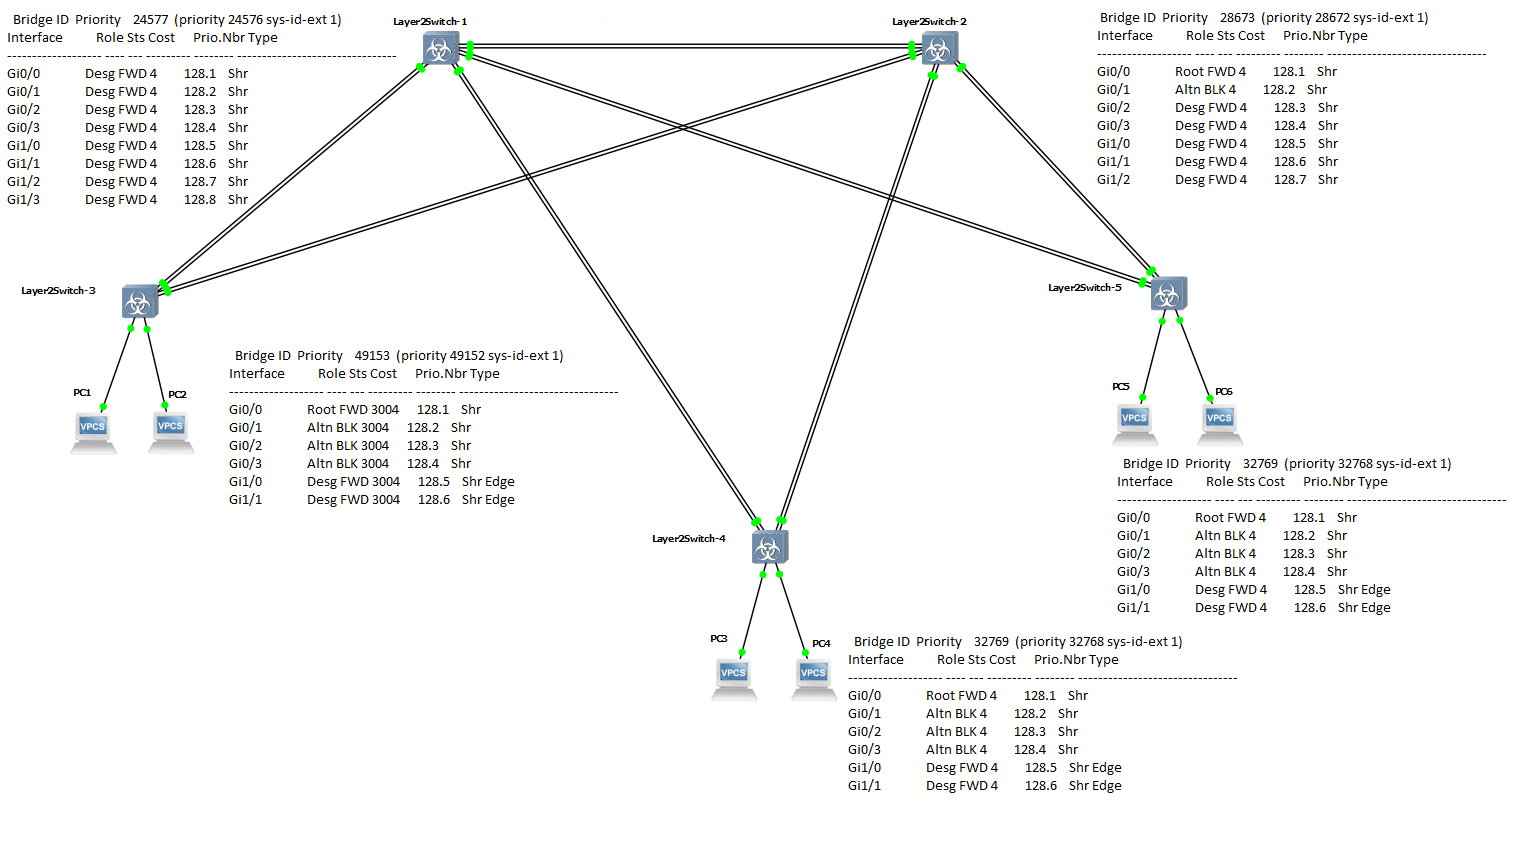 Bridge ID  Priority    24577  (priority 24576 sys-id-ext 1)
Interface           Role Sts Cost      Prio.Nbr Type
------------------- ---- --- --------- -------- --------------------------------
Gi0/0               Desg FWD 4         128.1    Shr
Gi0/1               Desg FWD 4         128.2    Shr
Gi0/2               Desg FWD 4         128.3    Shr
Gi0/3               Desg FWD 4         128.4    Shr
Gi1/0               Desg FWD 4         128.5    Shr
Gi1/1               Desg FWD 4         128.6    Shr
Gi1/2               Desg FWD 4         128.7    Shr
Gi1/3               Desg FWD 4         128.8    Shr
Layer2Switch-1
Layer2Switch-2
Bridge ID  Priority    28673  (priority 28672 sys-id-ext 1)
Interface           Role Sts Cost      Prio.Nbr Type
------------------- ---- --- --------- -------- --------------------------------
Gi0/0               Root FWD 4         128.1    Shr
Gi0/1               Altn BLK 4         128.2    Shr
Gi0/2               Desg FWD 4         128.3    Shr
Gi0/3               Desg FWD 4         128.4    Shr
Gi1/0               Desg FWD 4         128.5    Shr
Gi1/1               Desg FWD 4         128.6    Shr
Gi1/2               Desg FWD 4         128.7    Shr
Layer2Switch-3
Layer2Switch-5
Bridge ID  Priority    49153  (priority 49152 sys-id-ext 1)
Interface           Role Sts Cost      Prio.Nbr Type
------------------- ---- --- --------- -------- --------------------------------
Gi0/0               Root FWD 3004      128.1    Shr
Gi0/1               Altn BLK 3004      128.2    Shr
Gi0/2               Altn BLK 3004      128.3    Shr
Gi0/3               Altn BLK 3004      128.4    Shr
Gi1/0               Desg FWD 3004      128.5    Shr Edge
Gi1/1               Desg FWD 3004      128.6    Shr Edge
PC1
PC2
VPCS
VPCS
PC5
PC6
VPCS
VPCS
Bridge ID  Priority    32769  (priority 32768 sys-id-ext 1)
Interface           Role Sts Cost      Prio.Nbr Type
------------------- ---- --- --------- -------- --------------------------------
Gi0/0               Root FWD 4         128.1    Shr
Gi0/1               Altn BLK 4         128.2    Shr
Gi0/2               Altn BLK 4         128.3    Shr
Gi0/3               Altn BLK 4         128.4    Shr
Gi1/0               Desg FWD 4         128.5    Shr Edge
Gi1/1               Desg FWD 4         128.6    Shr Edge
Layer2Switch-4
PC3
PC4
VPCS
VPCS
Bridge ID  Priority    32769  (priority 32768 sys-id-ext 1)
Interface           Role Sts Cost      Prio.Nbr Type
------------------- ---- --- --------- -------- --------------------------------
Gi0/0               Root FWD 4         128.1    Shr
Gi0/1               Altn BLK 4         128.2    Shr
Gi0/2               Altn BLK 4         128.3    Shr
Gi0/3               Altn BLK 4         128.4    Shr
Gi1/0               Desg FWD 4         128.5    Shr Edge
Gi1/1               Desg FWD 4         128.6    Shr Edge